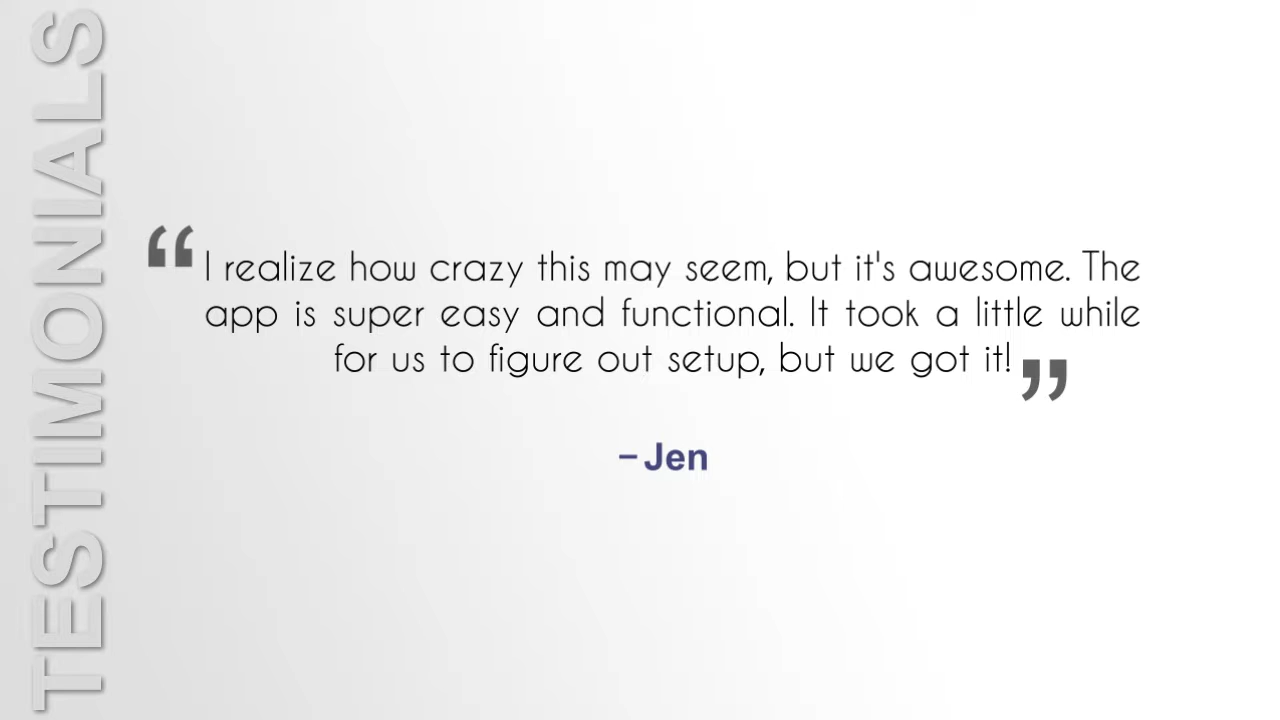 TESTIMONIALS
“I realize how crazy this may seem, but it's awesome. The
app is super easy and functional. It took a little while
for us to figure out setup, but we got it!”
– Jen